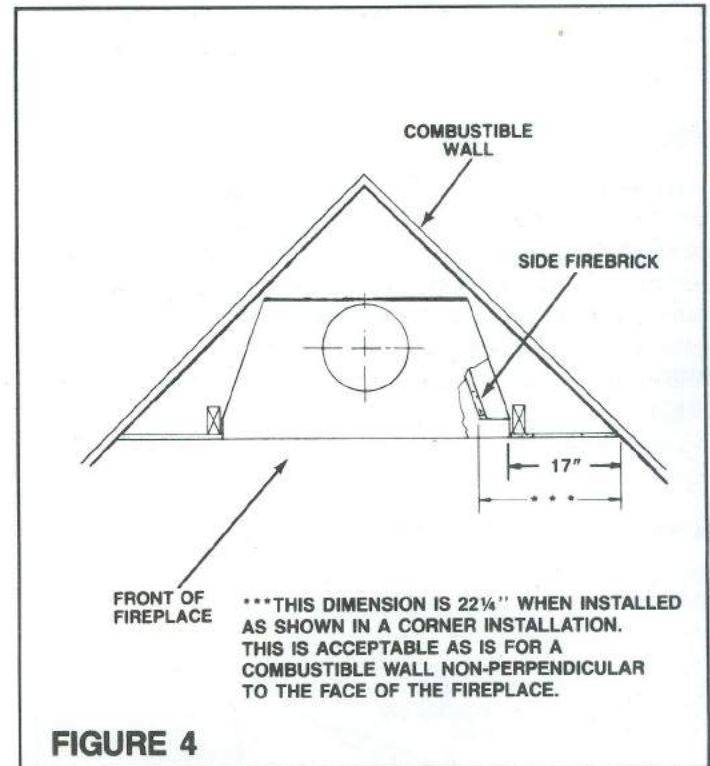 COMBUSTIBLE
WALL
SIDE FIREBRICK
17"
* * *
FRONT OF
FIREPLACE
***THIS DIMENSION IS 22¼'' WHEN INSTALLED
AS SHOWN IN A CORNER INSTALLATION.
THIS IS ACCEPTABLE AS IS FOR A
COMBUSTIBLE WALL NON-PERPENDICULAR
TO THE FACE OF THE FIREPLACE.
FIGURE 4